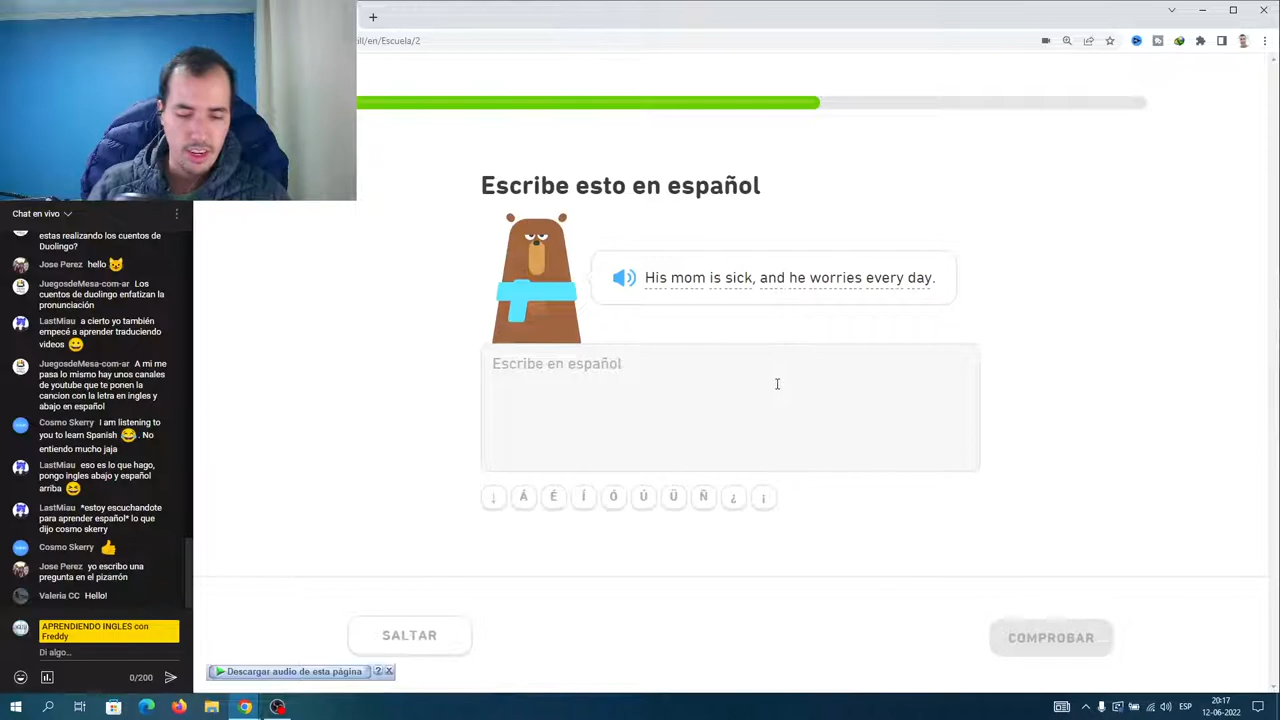 ill/en/Escuela/2
Escribe esto en español
His mom is sick, and he worries every day.
Escribe en español
↓ Á É Í Ó Ú Ü Ñ ¿ ¡
SALTAR
COMPROBAR
Descargar audio de esta página ? X
Chat en vivo
estas realizando los cuentos de
Duolingo?
Jose Perez hello
JuegosdeMesa-com-ar Los
cuentos de duolingo enfatizan la
pronunciación
LastMiau a cierto yo también
empecé a aprender traduciendo
videos
JuegosdeMesa-com-ar A mi me
pasa lo mismo hay unos canales
de youtube que te ponen la
cancion con la letra en ingles y
abajo en español
Cosmo Skerry I am listening to
you to learn Spanish . No
entiendo mucho jaja
LastMiau eso es lo que hago,
pongo ingles abajo y español
arriba
LastMiau *estoy escuchandote
para aprender español* lo que
dijo cosmo skerry
Cosmo Skerry
Jose Perez yo escribo una
pregunta en el pizarrón
Valeria CC Hello!
APRENDIENDO INGLES con
Freddy
Di algo...
0/200
ESP
20:17
12-06-2022